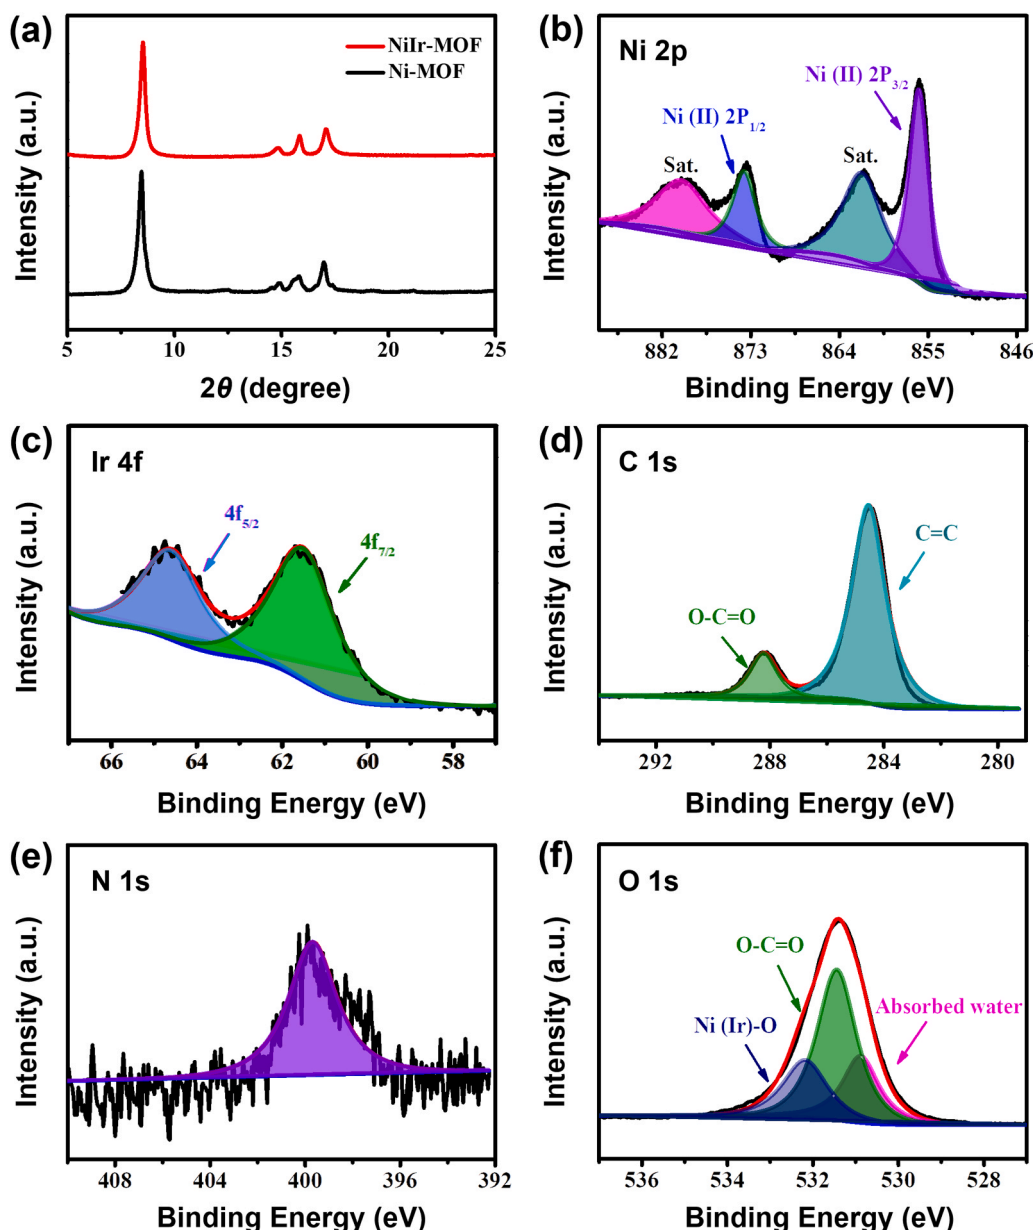 (a)
NiIr-MOF
Ni-MOF
Intensity (a.u.)
5 10 15 20 25
2θ (degree)
(b)
Ni 2p
Ni (II) 2P3/2
Ni (II) 2P1/2
Sat.
Sat.
Intensity (a.u.)
882 873 864 855 846
Binding Energy (eV)
(c)
Ir 4f
4f5/2
4f7/2
Intensity (a.u.)
66 64 62 60 58
Binding Energy (eV)
(d)
C 1s
C=C
O-C=O
Intensity (a.u.)
292 288 284 280
Binding Energy (eV)
(e)
N 1s
Intensity (a.u.)
408 404 400 396 392
Binding Energy (eV)
(f)
O 1s
O-C=O
Absorbed water
Ni (Ir)-O
Intensity (a.u.)
536 534 532 530 528
Binding Energy (eV)